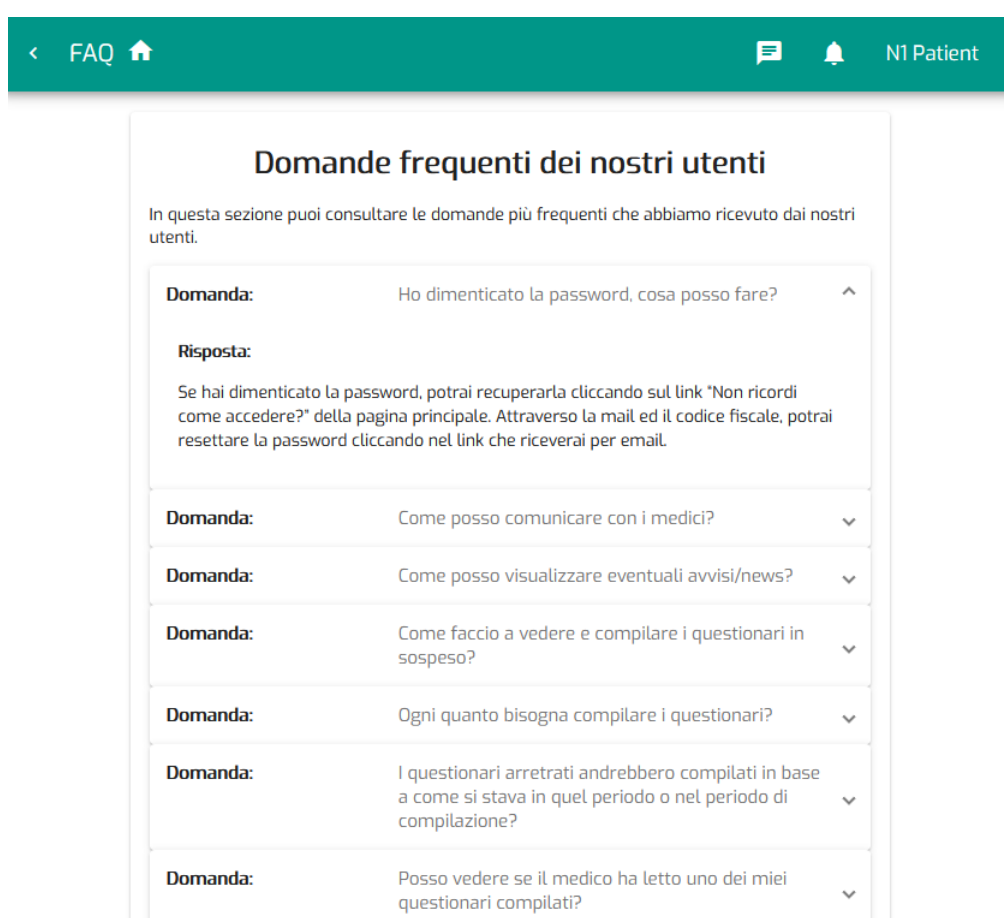 FAQ
N1 Patient
Domande frequenti dei nostri utenti
In questa sezione puoi consultare le domande più frequenti che abbiamo ricevuto dai nostri
utenti.
Domanda: Ho dimenticato la password, cosa posso fare?
Risposta:
Se hai dimenticato la password, potrai recuperarla cliccando sul link “Non ricordi
come accedere?” della pagina principale. Attraverso la mail ed il codice fiscale, potrai
resettare la password cliccando nel link che riceverai per email.
Domanda: Come posso comunicare con i medici?
Domanda: Come posso visualizzare eventuali avvisi/news?
Domanda: Come faccio a vedere e compilare i questionari in
sospeso?
Domanda: Ogni quanto bisogna compilare i questionari?
Domanda: I questionari arretrati andrebbero compilati in base
a come si stava in quel periodo o nel periodo di
compilazione?
Domanda: Posso vedere se il medico ha letto uno dei miei
questionari compilati?